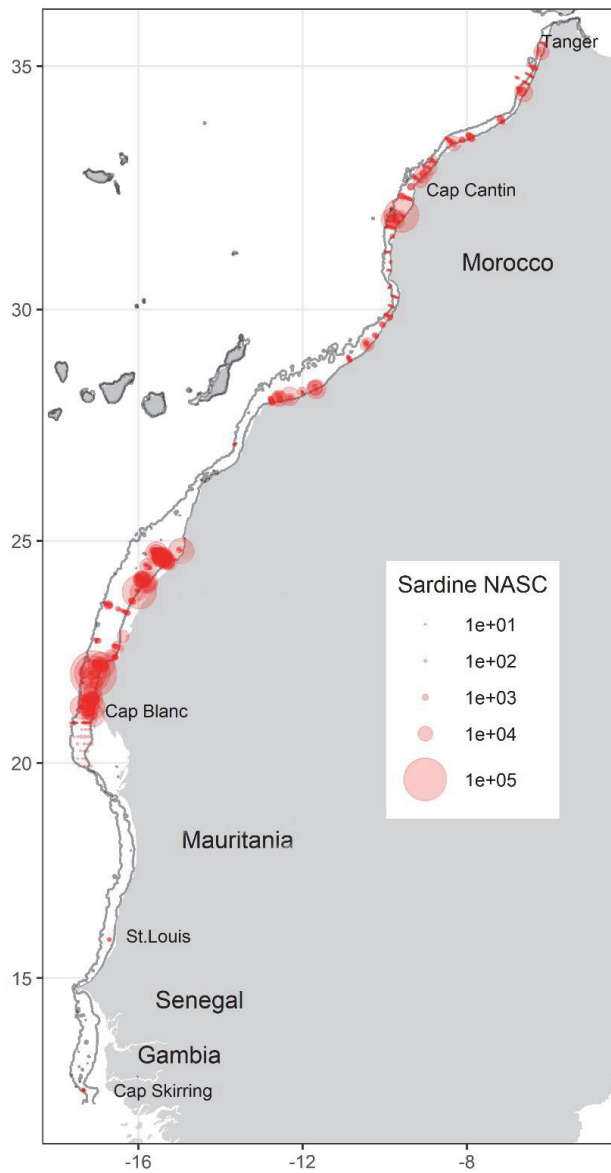 35
Tanger
Cap Cantin
Morocco
30
25
Sardine NASC
1e+01
1e+02
1e+03
1e+04
1e+05
Cap Blanc
20
Mauritania
St.Louis
15
Senegal
Gambia
Cap Skirring
-16
-12
-8